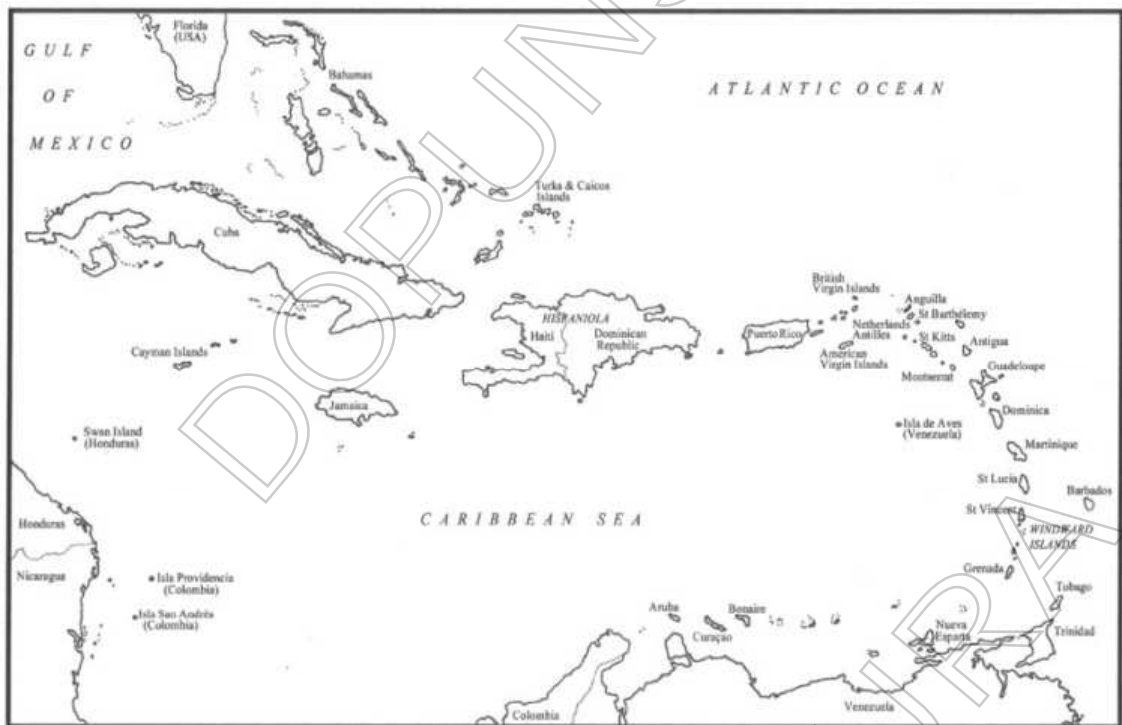 GULF
OF
MEXICO
Florida
(USA)
Bahamas
ATLANTIC OCEAN
Turks & Caicos
Islands
Cuba
Cayman Islands
Jamaica
HISPANIOLA
Haiti
Dominican
Republic
Puerto Rico
British
Virgin Islands
American
Virgin Islands
Netherlands
Antilles
Anguilla
St Barthélemy
St Kitts
Antigua
Montserrat
Guadeloupe
Dominica
Isla de Aves
(Venezuela)
Martinique
St Lucia
Barbados
St Vincent
WINDWARD
ISLANDS
Grenada
Tobago
Trinidad
Swan Island
(Honduras)
Honduras
Nicaragua
CARIBBEAN SEA
Isla Providencia
(Colombia)
Isla San Andrés
(Colombia)
Aruba
Curaçao
Bonaire
Nueva
España
Colombia
Venezuela
DOPUNS
IRA